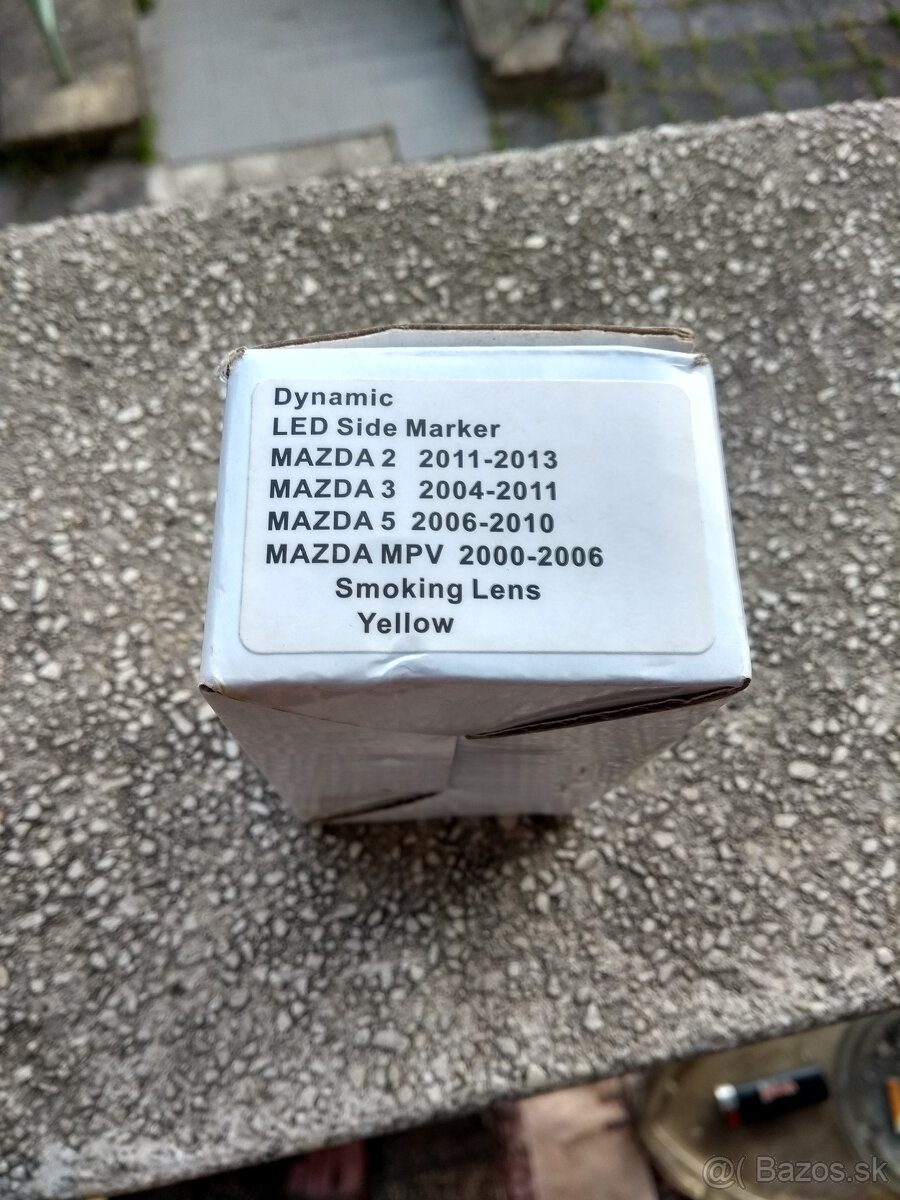 Dynamic
LED Side Marker
MAZDA 2 2011-2013
MAZDA 3 2004-2011
MAZDA 5 2006-2010
MAZDA MPV 2000-2006
Smoking Lens
Yellow
@( Bazos.sk